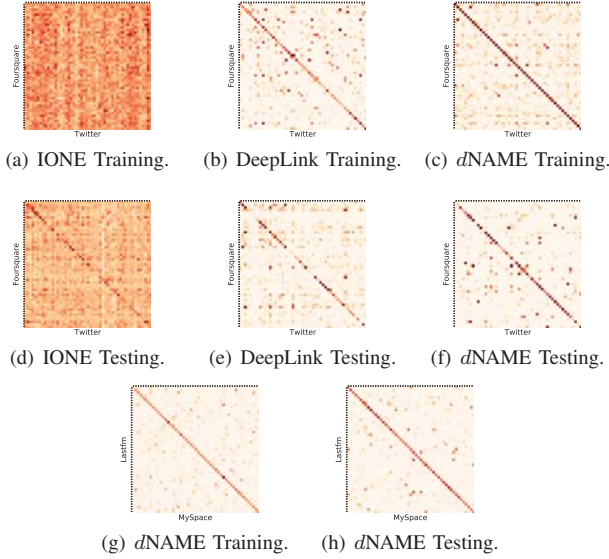 Foursquare
Twitter
Foursquare
Twitter
Foursquare
Twitter
(a) IONE Training. (b) DeepLink Training. (c) dNAME Training.
Foursquare
Twitter
Foursquare
Twitter
Foursquare
Twitter
(d) IONE Testing. (e) DeepLink Testing. (f) dNAME Testing.
Lastfm
MySpace
Lastfm
MySpace
(g) dNAME Training. (h) dNAME Testing.